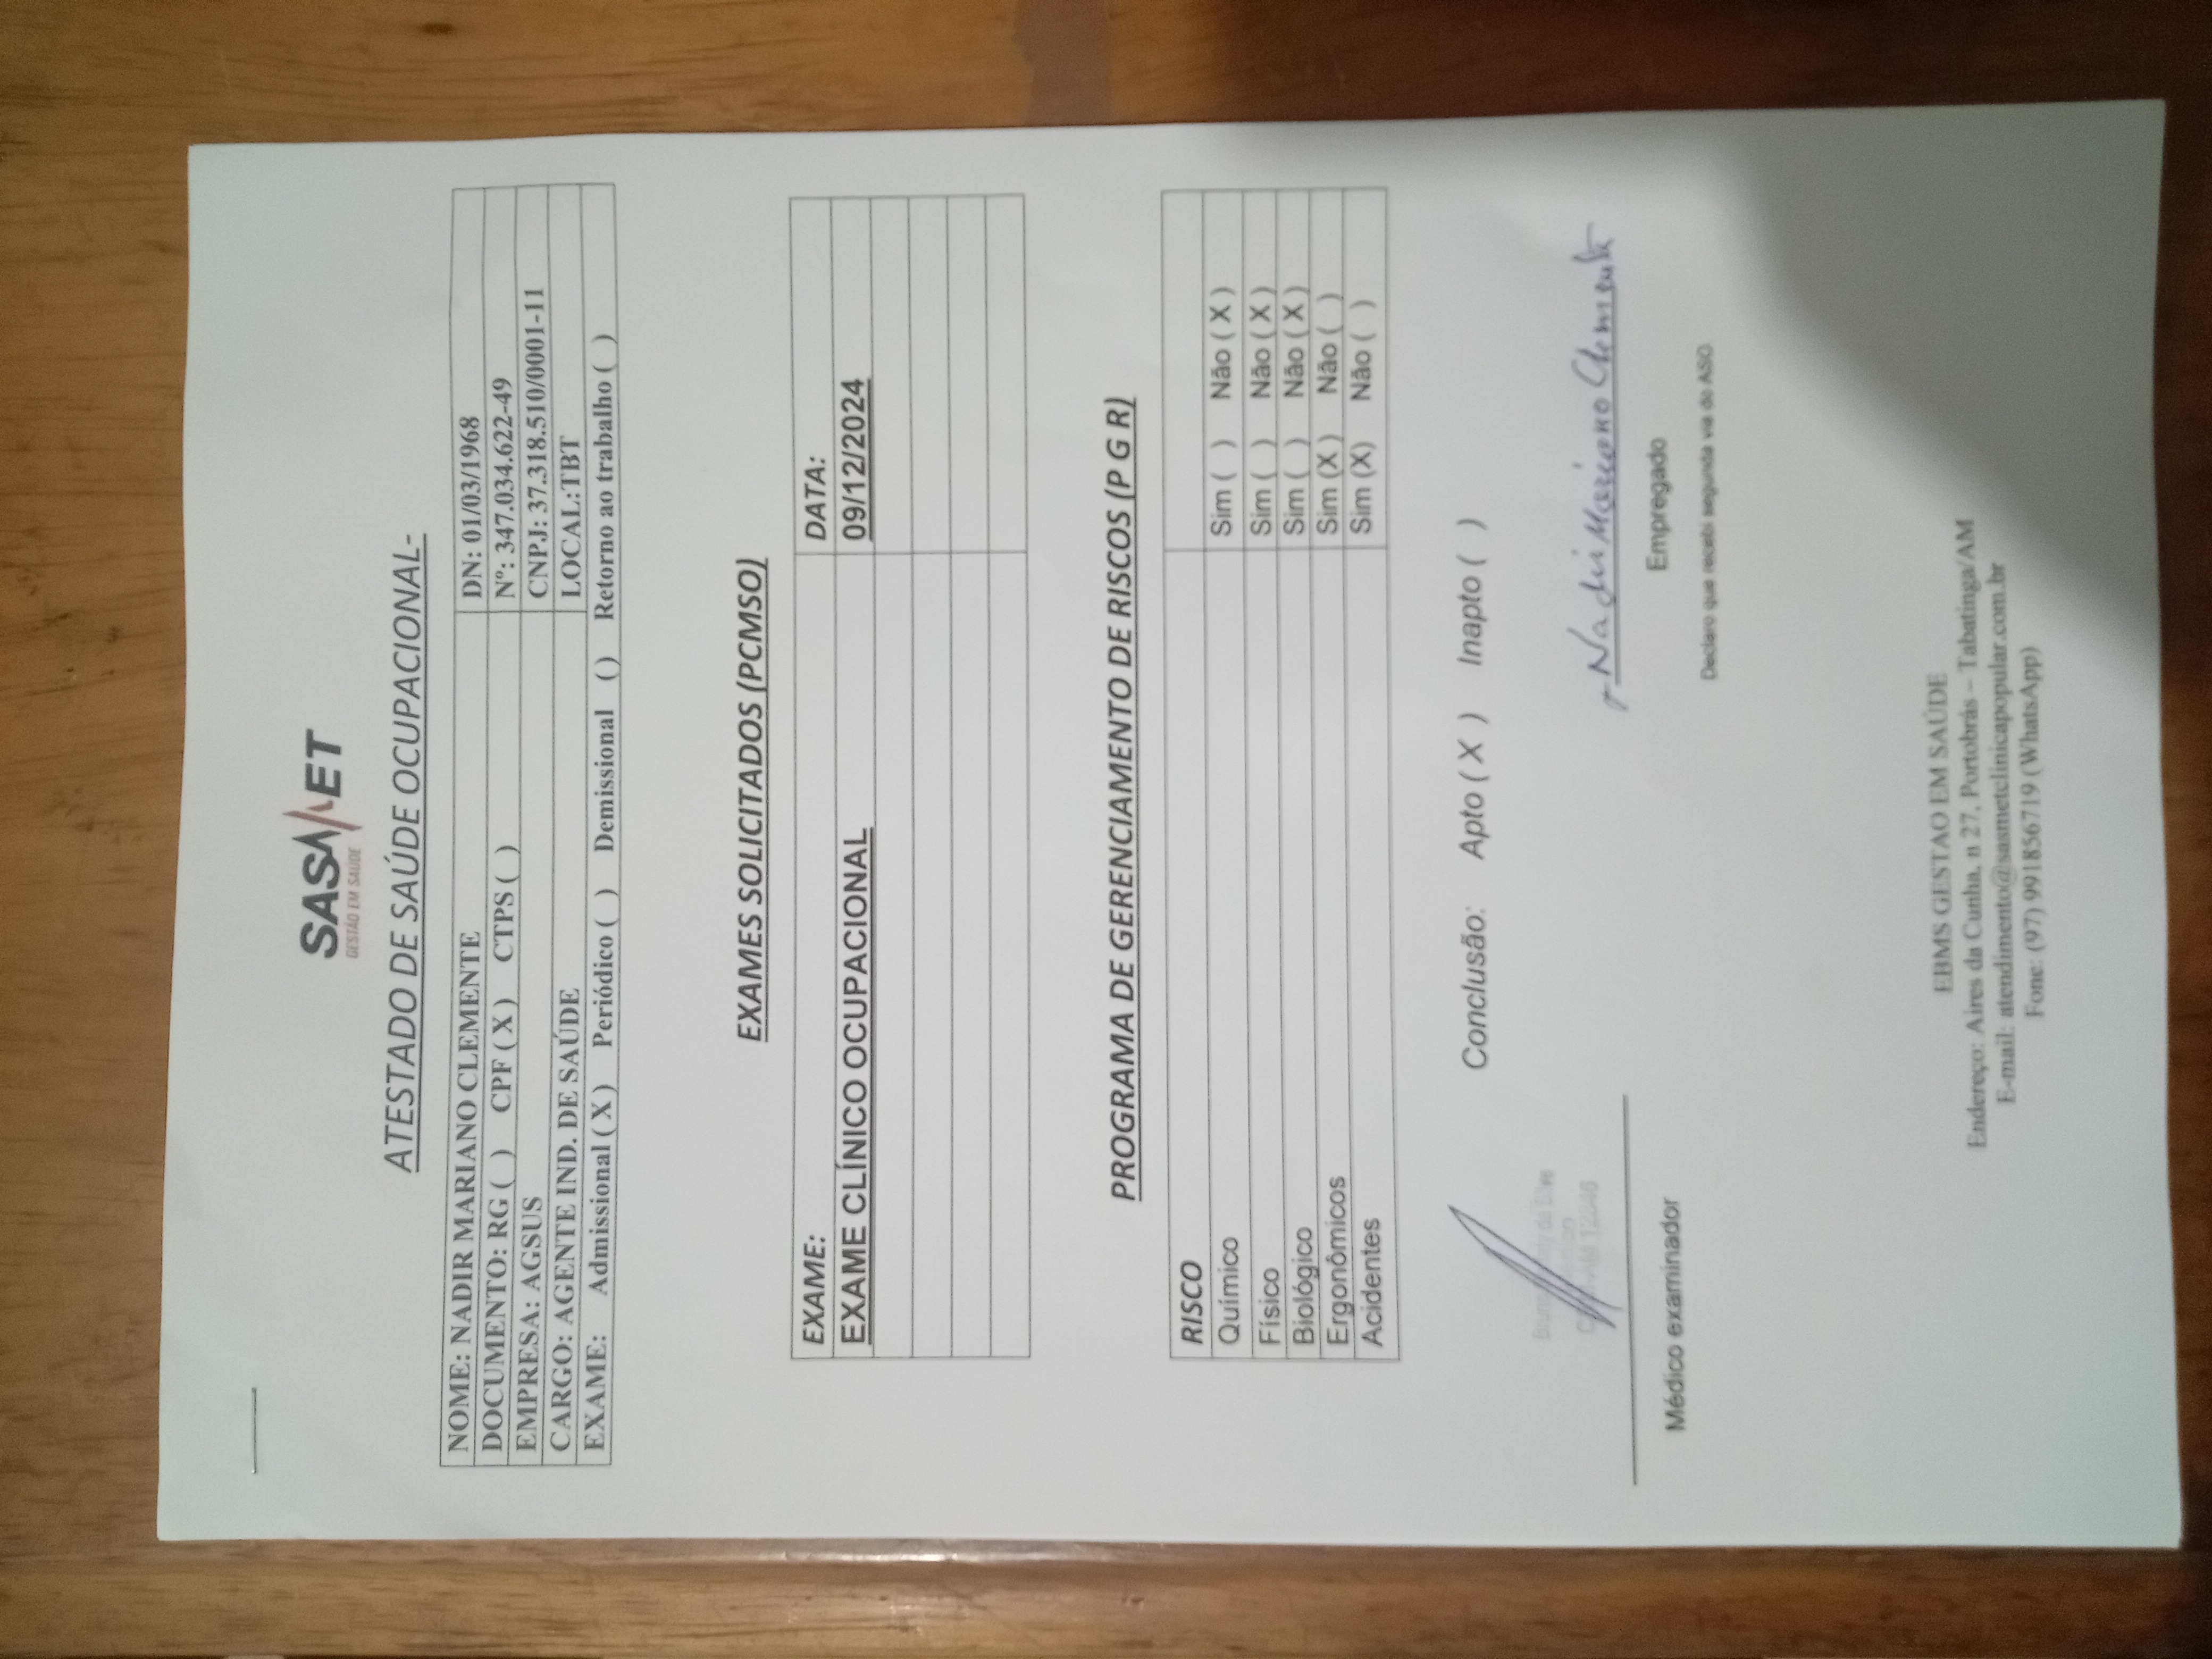 SASMET
GESTÃO EM SAÚDE
ATESTADO DE SAÚDE OCUPACIONAL-
NOME: NADIR MARIANO CLEMENTE DN: 01/03/1968
DOCUMENTO: RG ( ) CPF ( X ) CTPS ( ) Nº: 347.034.622-49
EMPRESA: AGSUS CNPJ: 37.318.510/0001-11
CARGO: AGENTE IND. DE SAÚDE LOCAL:TBT
EXAME: Admissional ( X ) Periódico ( ) Demissional ( ) Retorno ao trabalho ( )
EXAMES SOLICITADOS (PCMSO)
EXAME: DATA:
EXAME CLÍNICO OCUPACIONAL 09/12/2024
PROGRAMA DE GERENCIAMENTO DE RISCOS (P G R)
RISCO
Químico Sim ( ) Não ( X )
Físico Sim ( ) Não ( X )
Biológico Sim ( ) Não ( X )
Ergonômicos Sim (X ) Não ( )
Acidentes Sim (X) Não ( )
Conclusão: Apto ( X ) Inapto ( )
da Silva
Nadir Mariano Clemente
Médico examinador
Empregado
Declaro que recebi segunda via do ASO.
EBMS GESTAO EM SAÚDE
Endereço: Aires da Cunha, n 27, Portobrás – Tabatinga/AM
E-mail: atendimento@sasmetclinicapopular.com.br
Fone: (97) 991856719 (WhatsApp)